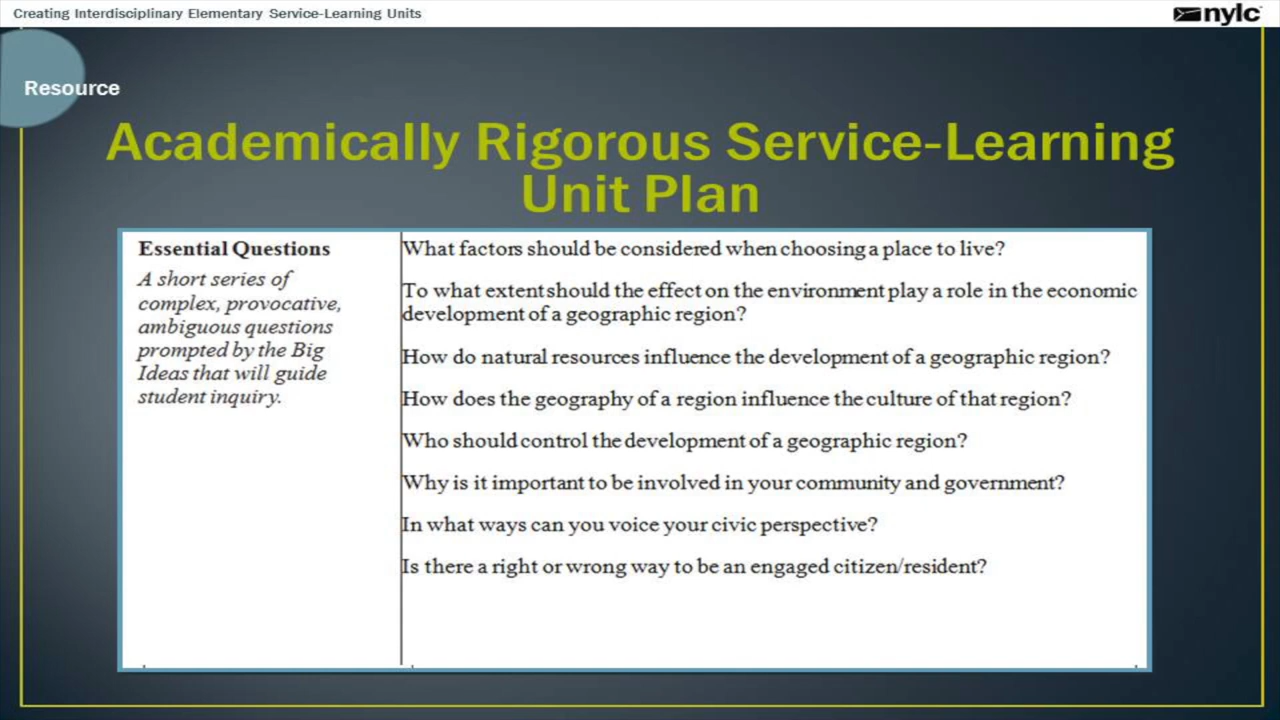 Creating Interdisciplinary Elementary Service-Learning Units
nylc
Resource
Academically Rigorous Service-Learning
Unit Plan
Essential Questions
A short series of
complex, provocative,
ambiguous questions
prompted by the Big
Ideas that will guide
student inquiry.
What factors should be considered when choosing a place to live?
To what extent should the effect on the environment play a role in the economic
development of a geographic region?
How do natural resources influence the development of a geographic region?
How does the geography of a region influence the culture of that region?
Who should control the development of a geographic region?
Why is it important to be involved in your community and government?
In what ways can you voice your civic perspective?
Is there a right or wrong way to be an engaged citizen/resident?